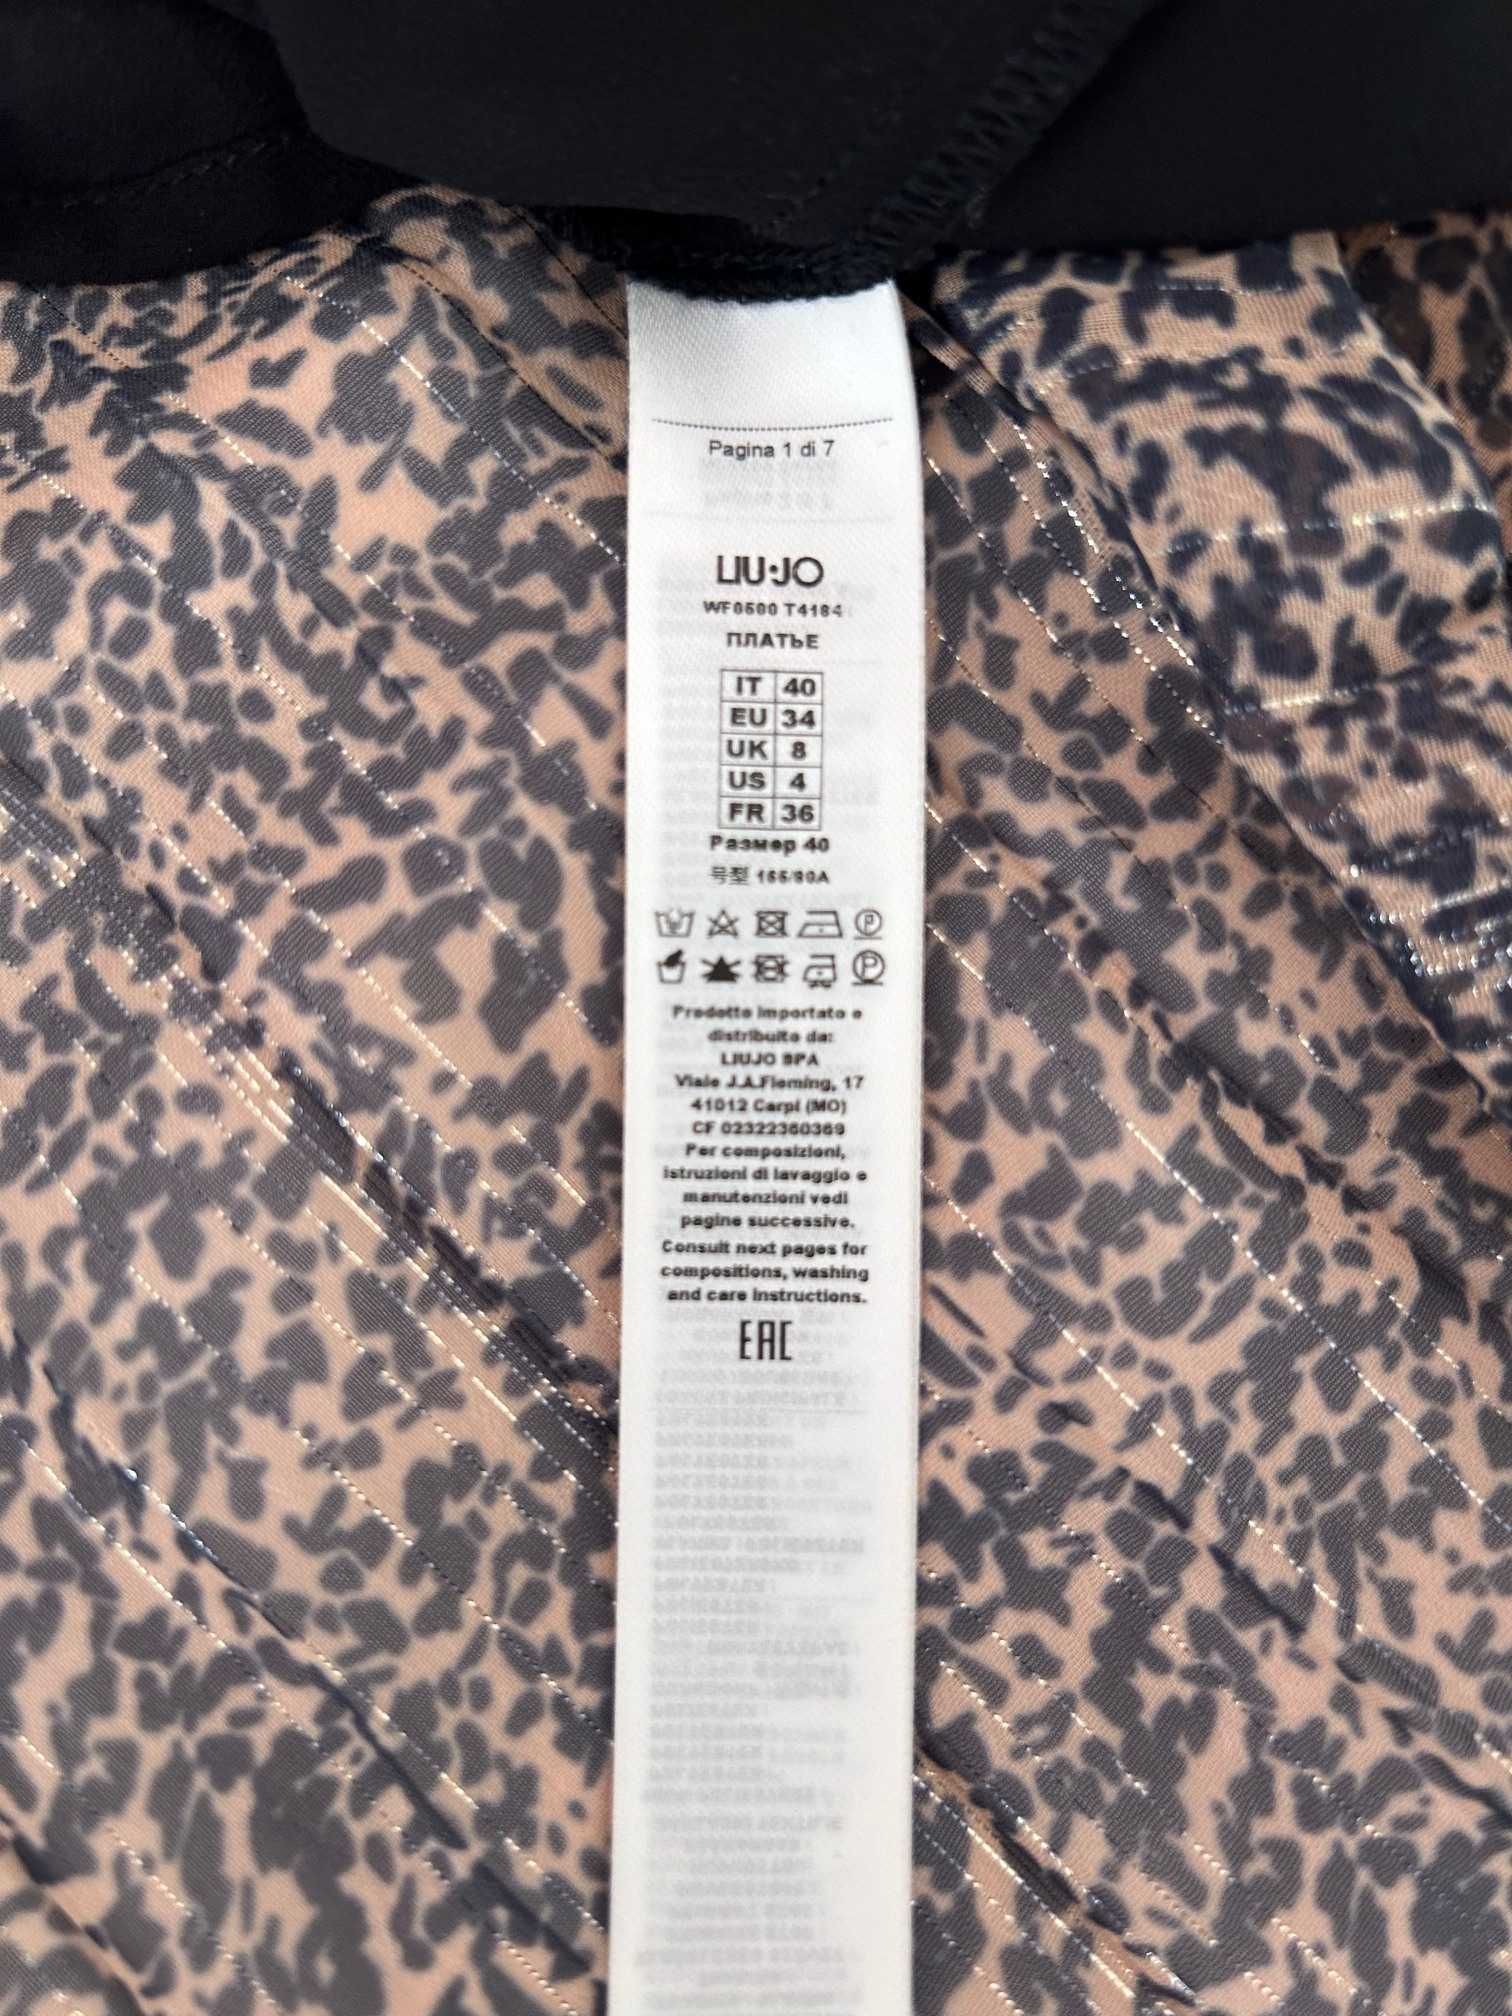 Pagina 1 di 7
LIU·JO
WF0500 T4184
ПЛАТЬЕ
IT 40
EU 34
UK 8
US 4
FR 36
Размер 40
号型
Prodotto importato e
distribuito da:
LIUJO SPA
Viale J.A.Fleming, 17
41012 Carpi (MO)
CF 02322360369
Per composizioni,
istruzioni di lavaggio e
manutenzioni vedi
pagine successive.
Consult next pages for
compositions, washing
and care instructions.
EAC